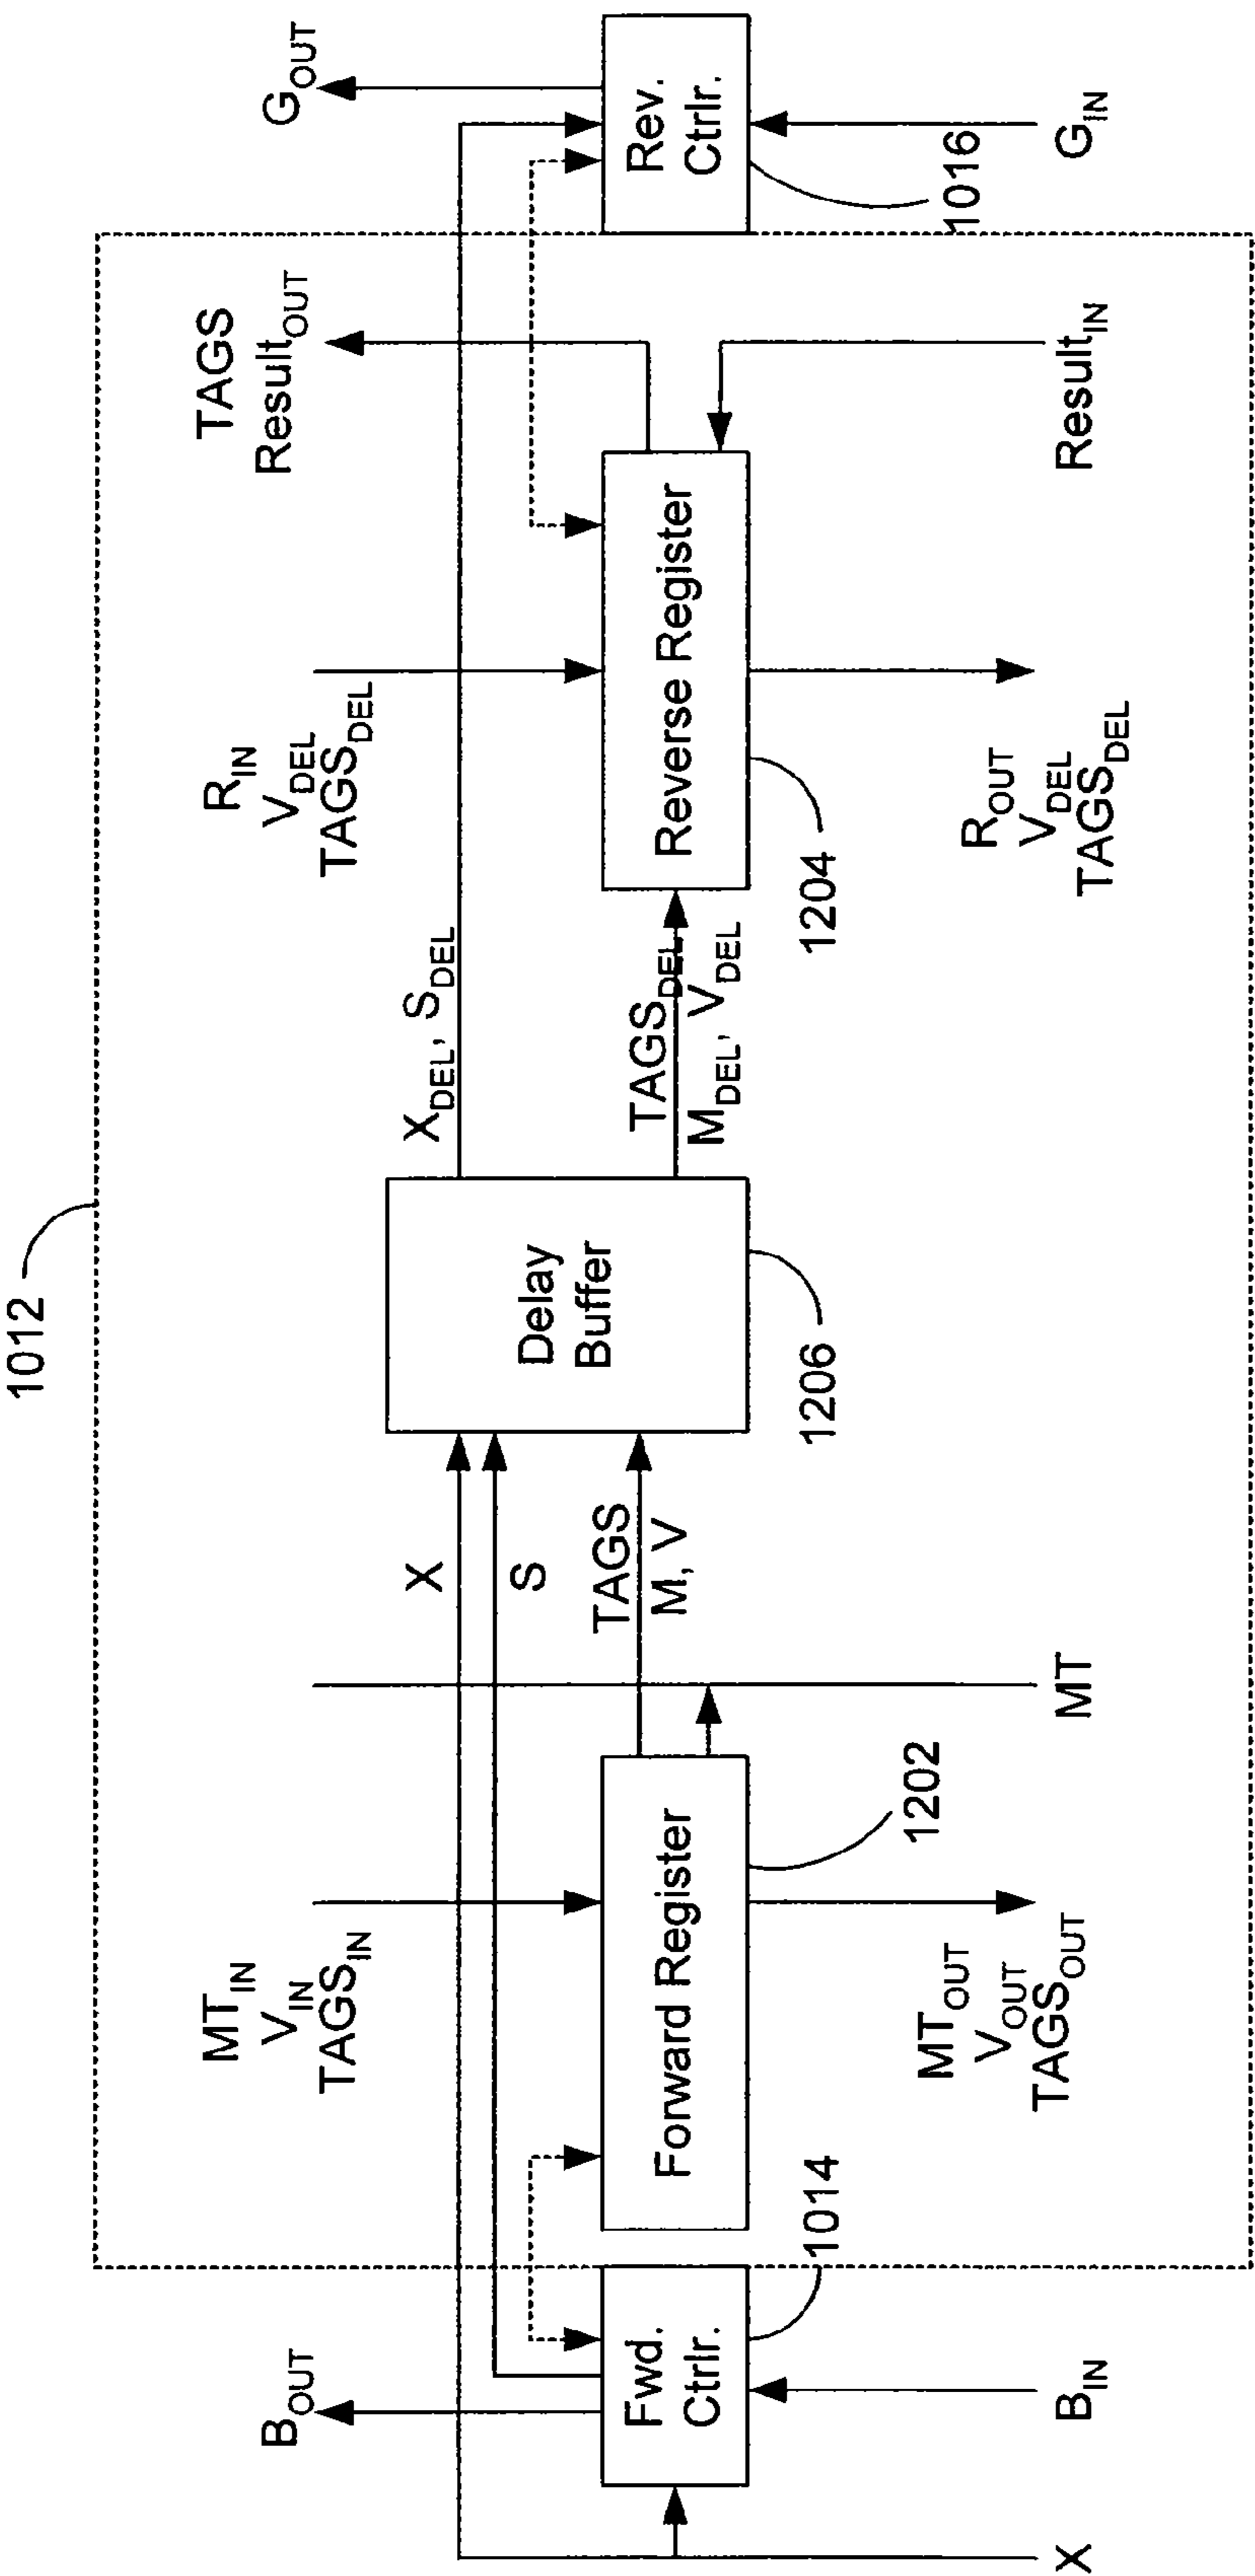 1012
B_OUT
MT_IN
V_IN
TAGS_IN
R_IN
V_DEL
TAGS_DEL
TAGS
Result_OUT
G_OUT
X
S
TAGS
M, V
X_DEL, S_DEL
TAGS_DEL
M_DEL, V_DEL
Fwd.
Ctrlr.
Forward Register
Delay
Buffer
Reverse Register
Rev.
Ctrlr.
1014
1202
1206
1204
1016
MT_OUT
V_OUT
TAGS_OUT
R_OUT
V_DEL
TAGS_DEL
X
B_IN
MT
Result_IN
G_IN